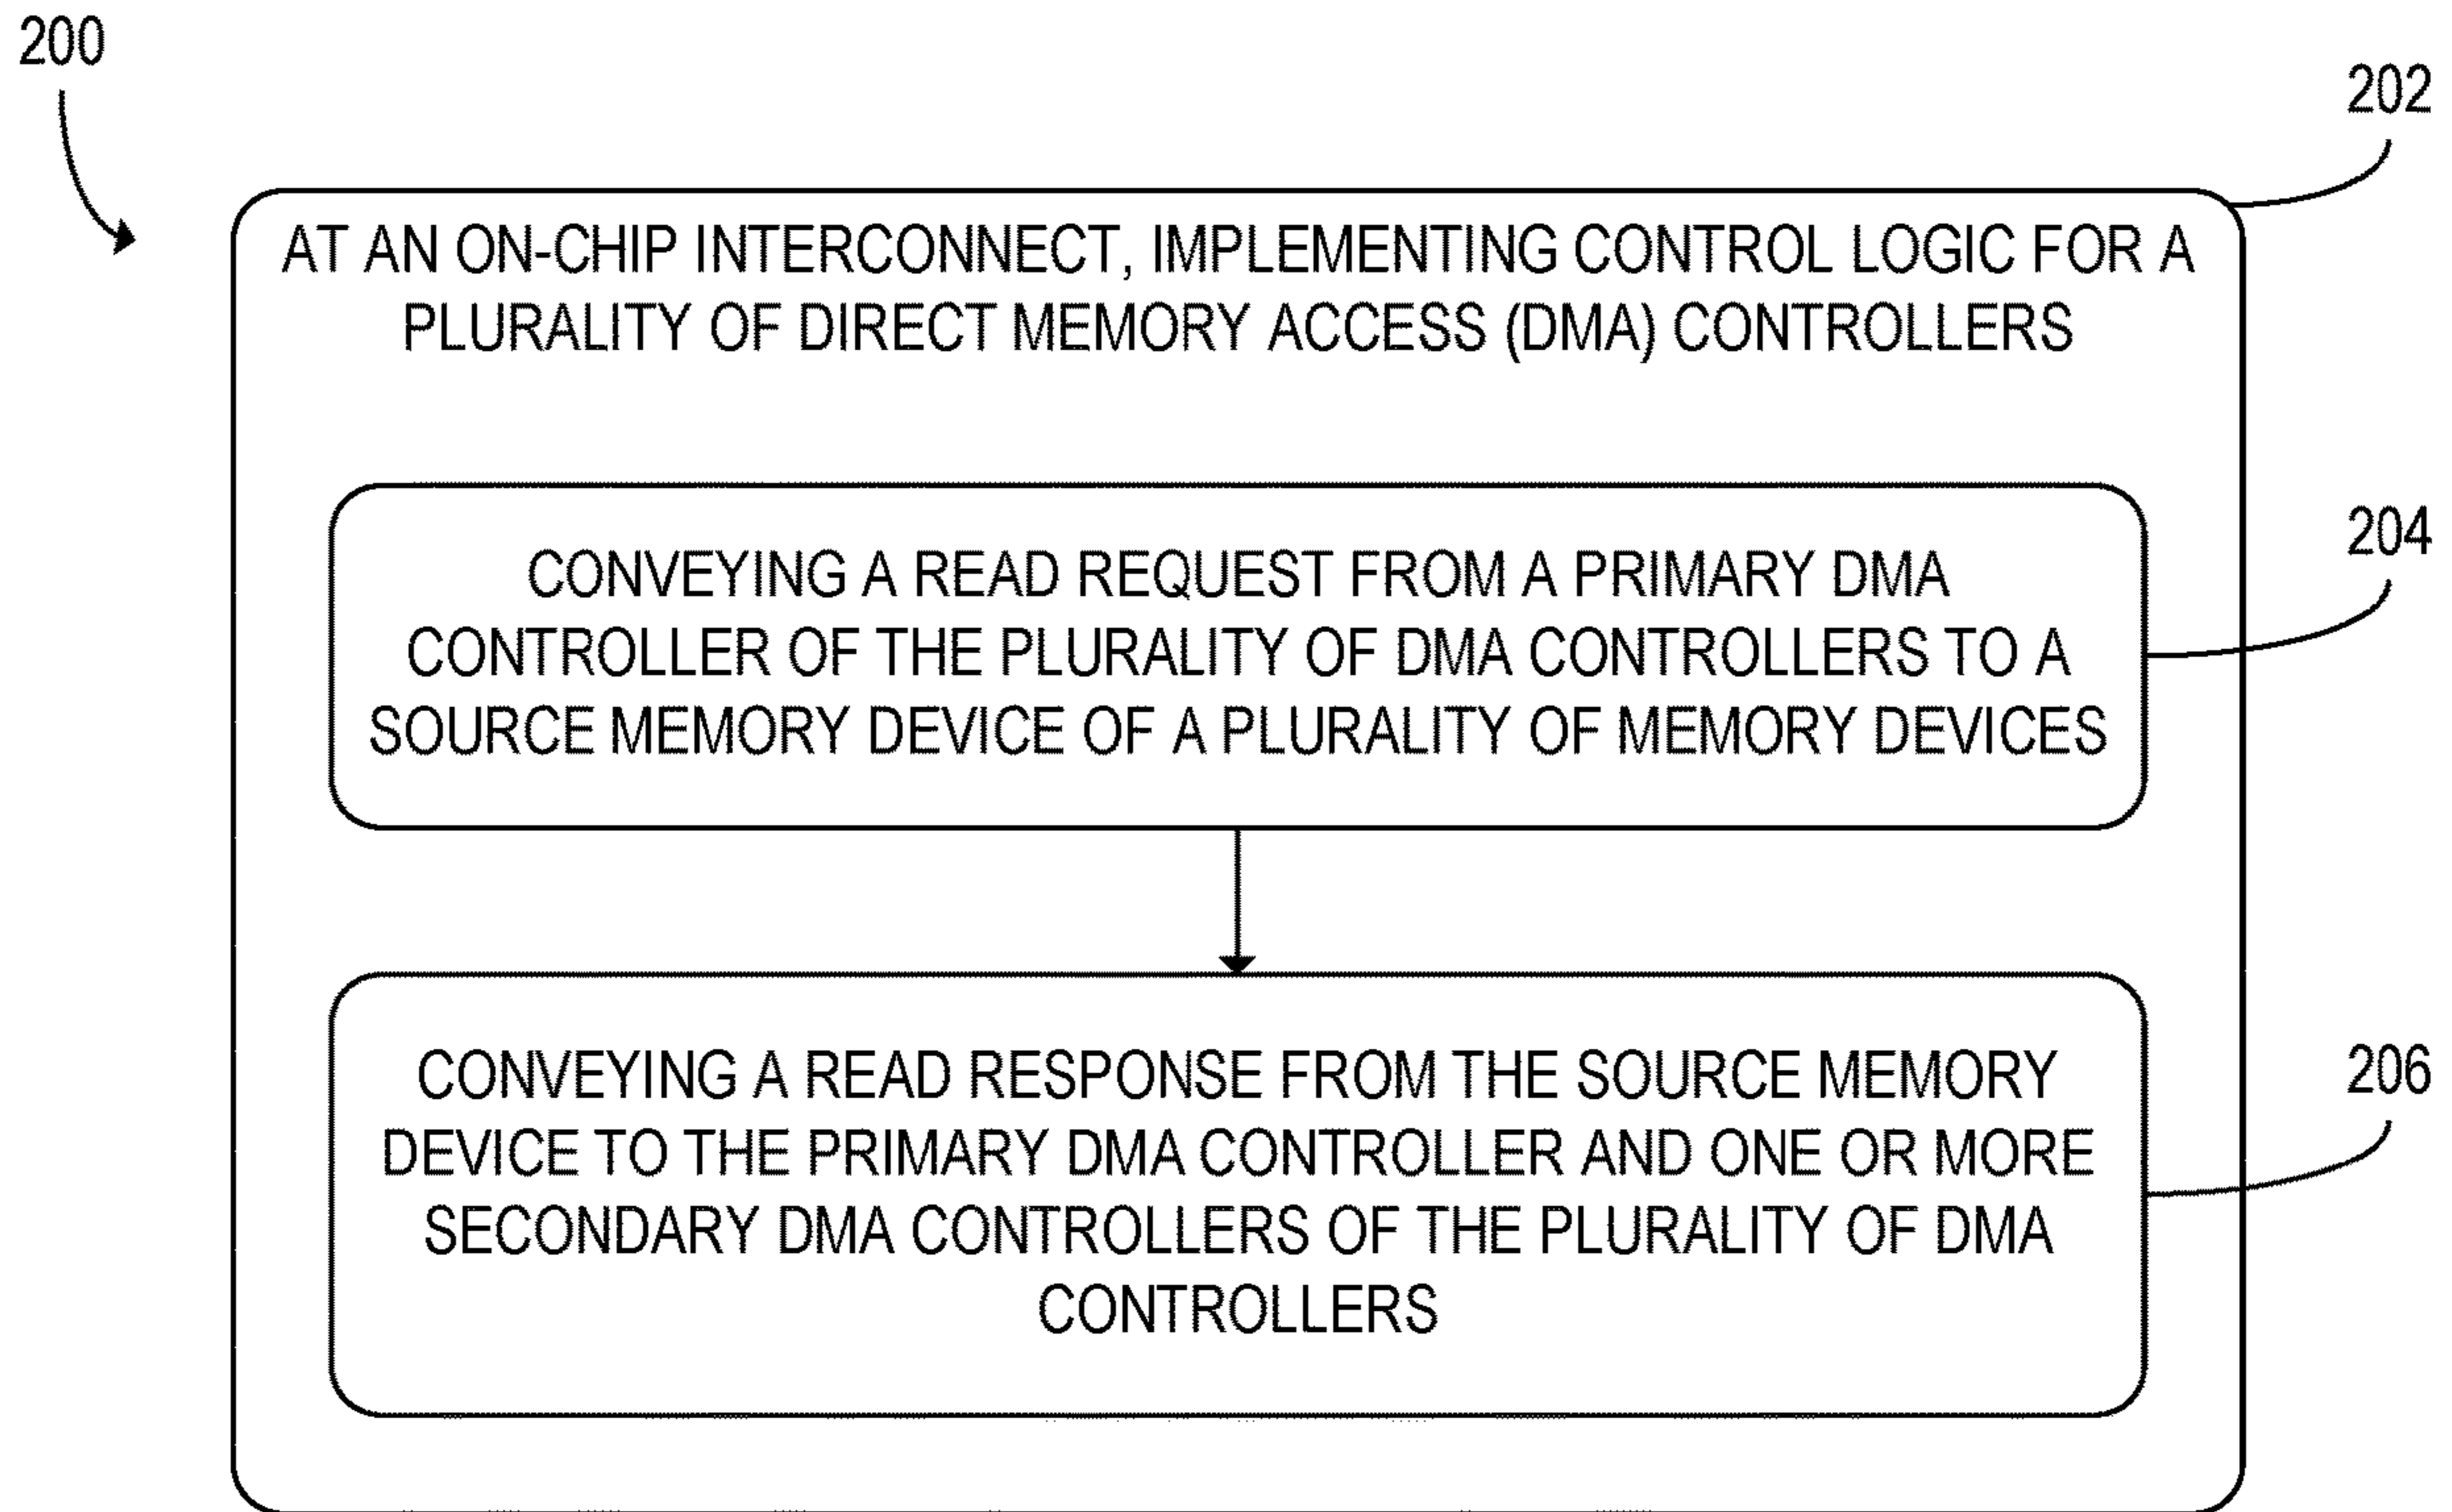 200
202
AT AN ON-CHIP INTERCONNECT, IMPLEMENTING CONTROL LOGIC FOR A
PLURALITY OF DIRECT MEMORY ACCESS (DMA) CONTROLLERS
204
CONVEYING A READ REQUEST FROM A PRIMARY DMA
CONTROLLER OF THE PLURALITY OF DMA CONTROLLERS TO A
SOURCE MEMORY DEVICE OF A PLURALITY OF MEMORY DEVICES
206
CONVEYING A READ RESPONSE FROM THE SOURCE MEMORY
DEVICE TO THE PRIMARY DMA CONTROLLER AND ONE OR MORE
SECONDARY DMA CONTROLLERS OF THE PLURALITY OF DMA
CONTROLLERS